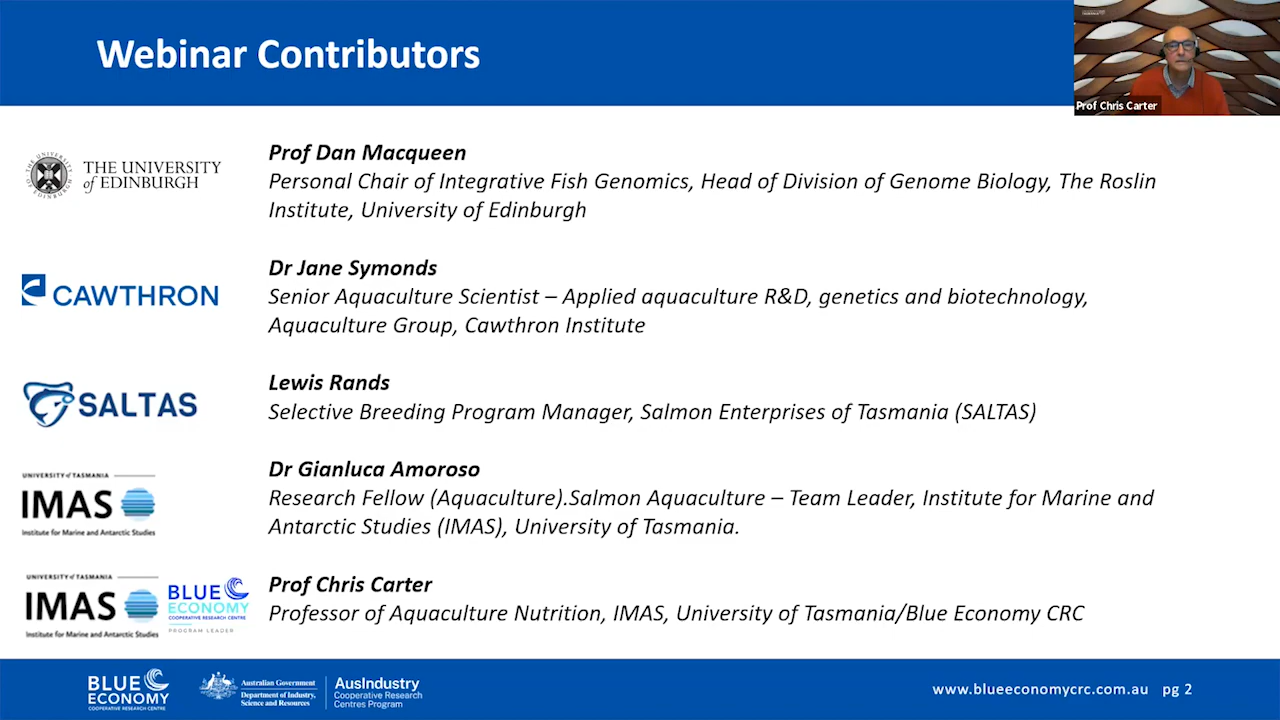 Webinar Contributors
Prof Chris Carter
THE UNIVERSITY
of EDINBURGH
Prof Dan Macqueen
Personal Chair of Integrative Fish Genomics, Head of Division of Genome Biology, The Roslin
Institute, University of Edinburgh
CAWTHRON
Dr Jane Symonds
Senior Aquaculture Scientist – Applied aquaculture R&D, genetics and biotechnology,
Aquaculture Group, Cawthron Institute
SALTAS
Lewis Rands
Selective Breeding Program Manager, Salmon Enterprises of Tasmania (SALTAS)
UNIVERSITY of TASMANIA
IMAS
Institute for Marine and Antarctic Studies
Dr Gianluca Amoroso
Research Fellow (Aquaculture).Salmon Aquaculture – Team Leader, Institute for Marine and
Antarctic Studies (IMAS), University of Tasmania.
UNIVERSITY of TASMANIA
IMAS
Institute for Marine and Antarctic Studies
BLUE
ECONOMY
COOPERATIVE RESEARCH CENTRE
PROGRAM LEADER
Prof Chris Carter
Professor of Aquaculture Nutrition, IMAS, University of Tasmania/Blue Economy CRC
BLUE
ECONOMY
COOPERATIVE RESEARCH CENTRE
Australian Government
Department of Industry,
Science and Resources
AusIndustry
Cooperative Research
Centres Program
www.blueeconomycrc.com.au pg 2